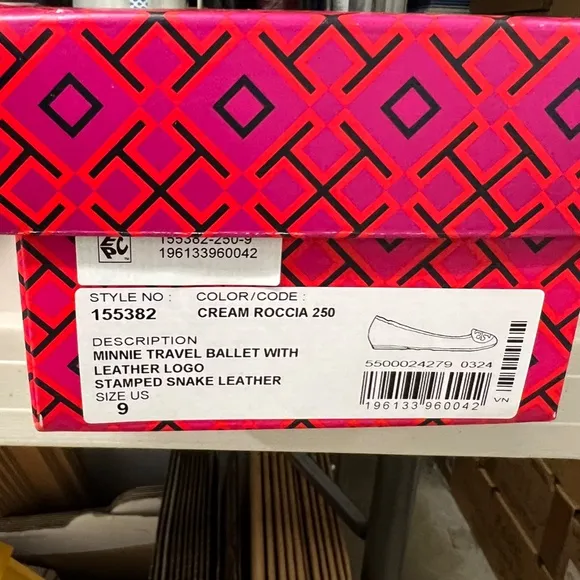 EPC
155382-250-9
196133960042
STYLE NO :
COLOR/CODE :
155382
CREAM ROCCIA 250
DESCRIPTION
MINNIE TRAVEL BALLET WITH
LEATHER LOGO
STAMPED SNAKE LEATHER
SIZE US
9
5500024279 0324
196133 960042
VN